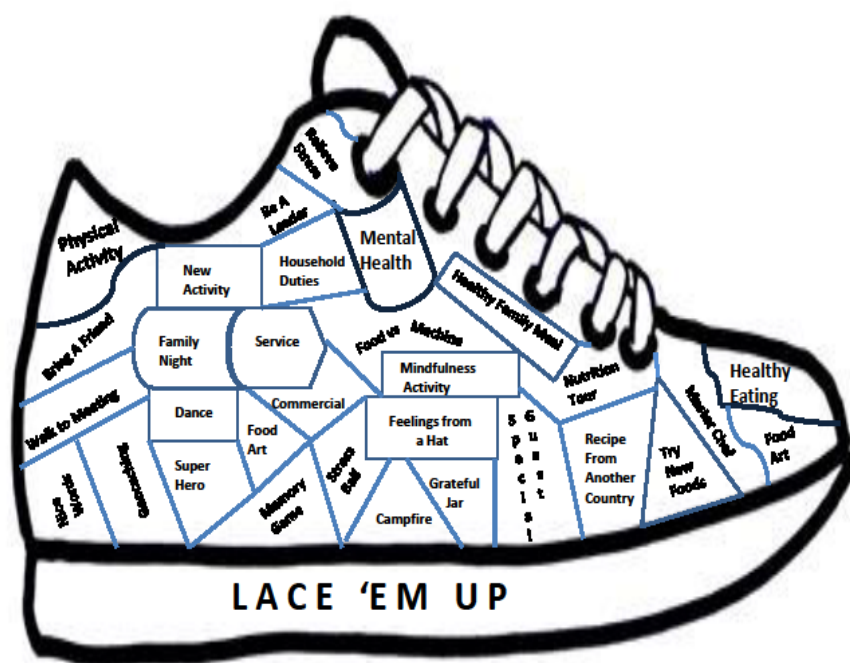 Relieve
Stress
Be A
Leader
Physical
Activity
New
Activity
Household
Duties
Mental
Health
Healthy Family Meal
Bring A Friend
Family
Night
Service
Food vs Machine
Mindfulness
Activity
Nutrition
Tour
Healthy
Eating
Master Chef
Food
Art
Walk to Meeting
Dance
Commercial
Food
Art
Feelings from
a Hat
Guest
Special
Recipe
From
Another
Country
Try
New
Foods
Nice
Words
Geocaching
Super
Hero
Memory
Game
Stress
Ball
Campfire
Grateful
Jar
LACE 'EM UP